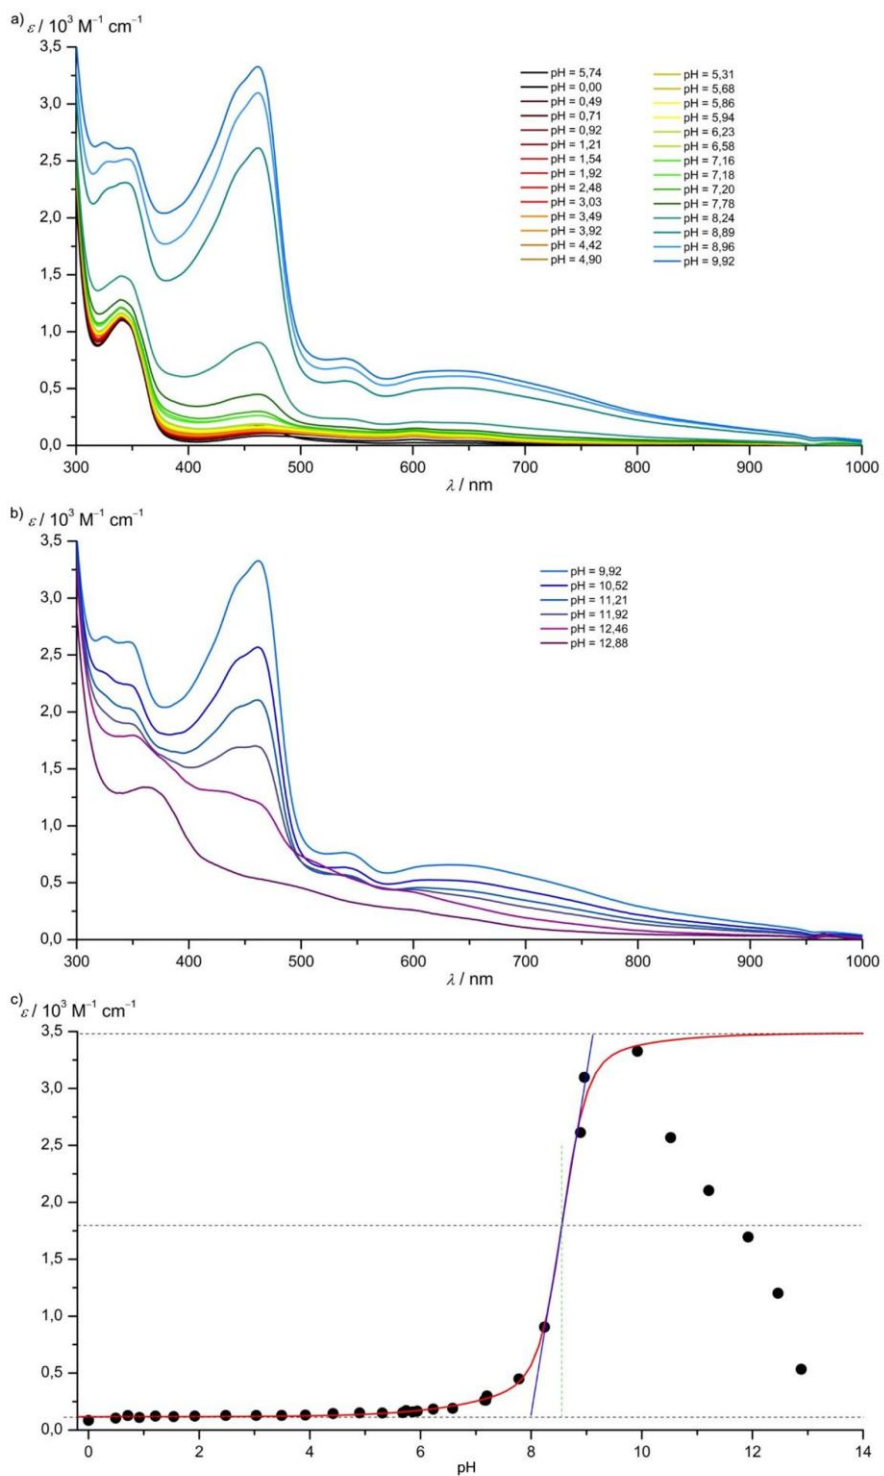 a) ε / 10³ M⁻¹ cm⁻¹
3,5
3,0
2,5
2,0
1,5
1,0
0,5
0,0
300 400 500 600 700 800 900 1000
λ / nm
pH = 5,74
pH = 0,00
pH = 0,49
pH = 0,71
pH = 0,92
pH = 1,21
pH = 1,54
pH = 1,92
pH = 2,48
pH = 3,03
pH = 3,49
pH = 3,92
pH = 4,42
pH = 4,90
pH = 5,31
pH = 5,68
pH = 5,86
pH = 5,94
pH = 6,23
pH = 6,58
pH = 7,16
pH = 7,18
pH = 7,20
pH = 7,78
pH = 8,24
pH = 8,89
pH = 8,96
pH = 9,92
b) ε / 10³ M⁻¹ cm⁻¹
3,5
3,0
2,5
2,0
1,5
1,0
0,5
0,0
300 400 500 600 700 800 900 1000
λ / nm
pH = 9,92
pH = 10,52
pH = 11,21
pH = 11,92
pH = 12,46
pH = 12,88
c) ε / 10³ M⁻¹ cm⁻¹
3,5
3,0
2,5
2,0
1,5
1,0
0,5
0,0
0 2 4 6 8 10 12 14
pH